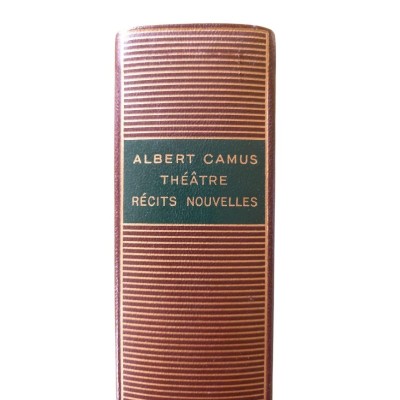 ALBERT CAMUS
THÉÂTRE
RÉCITS NOUVELLES